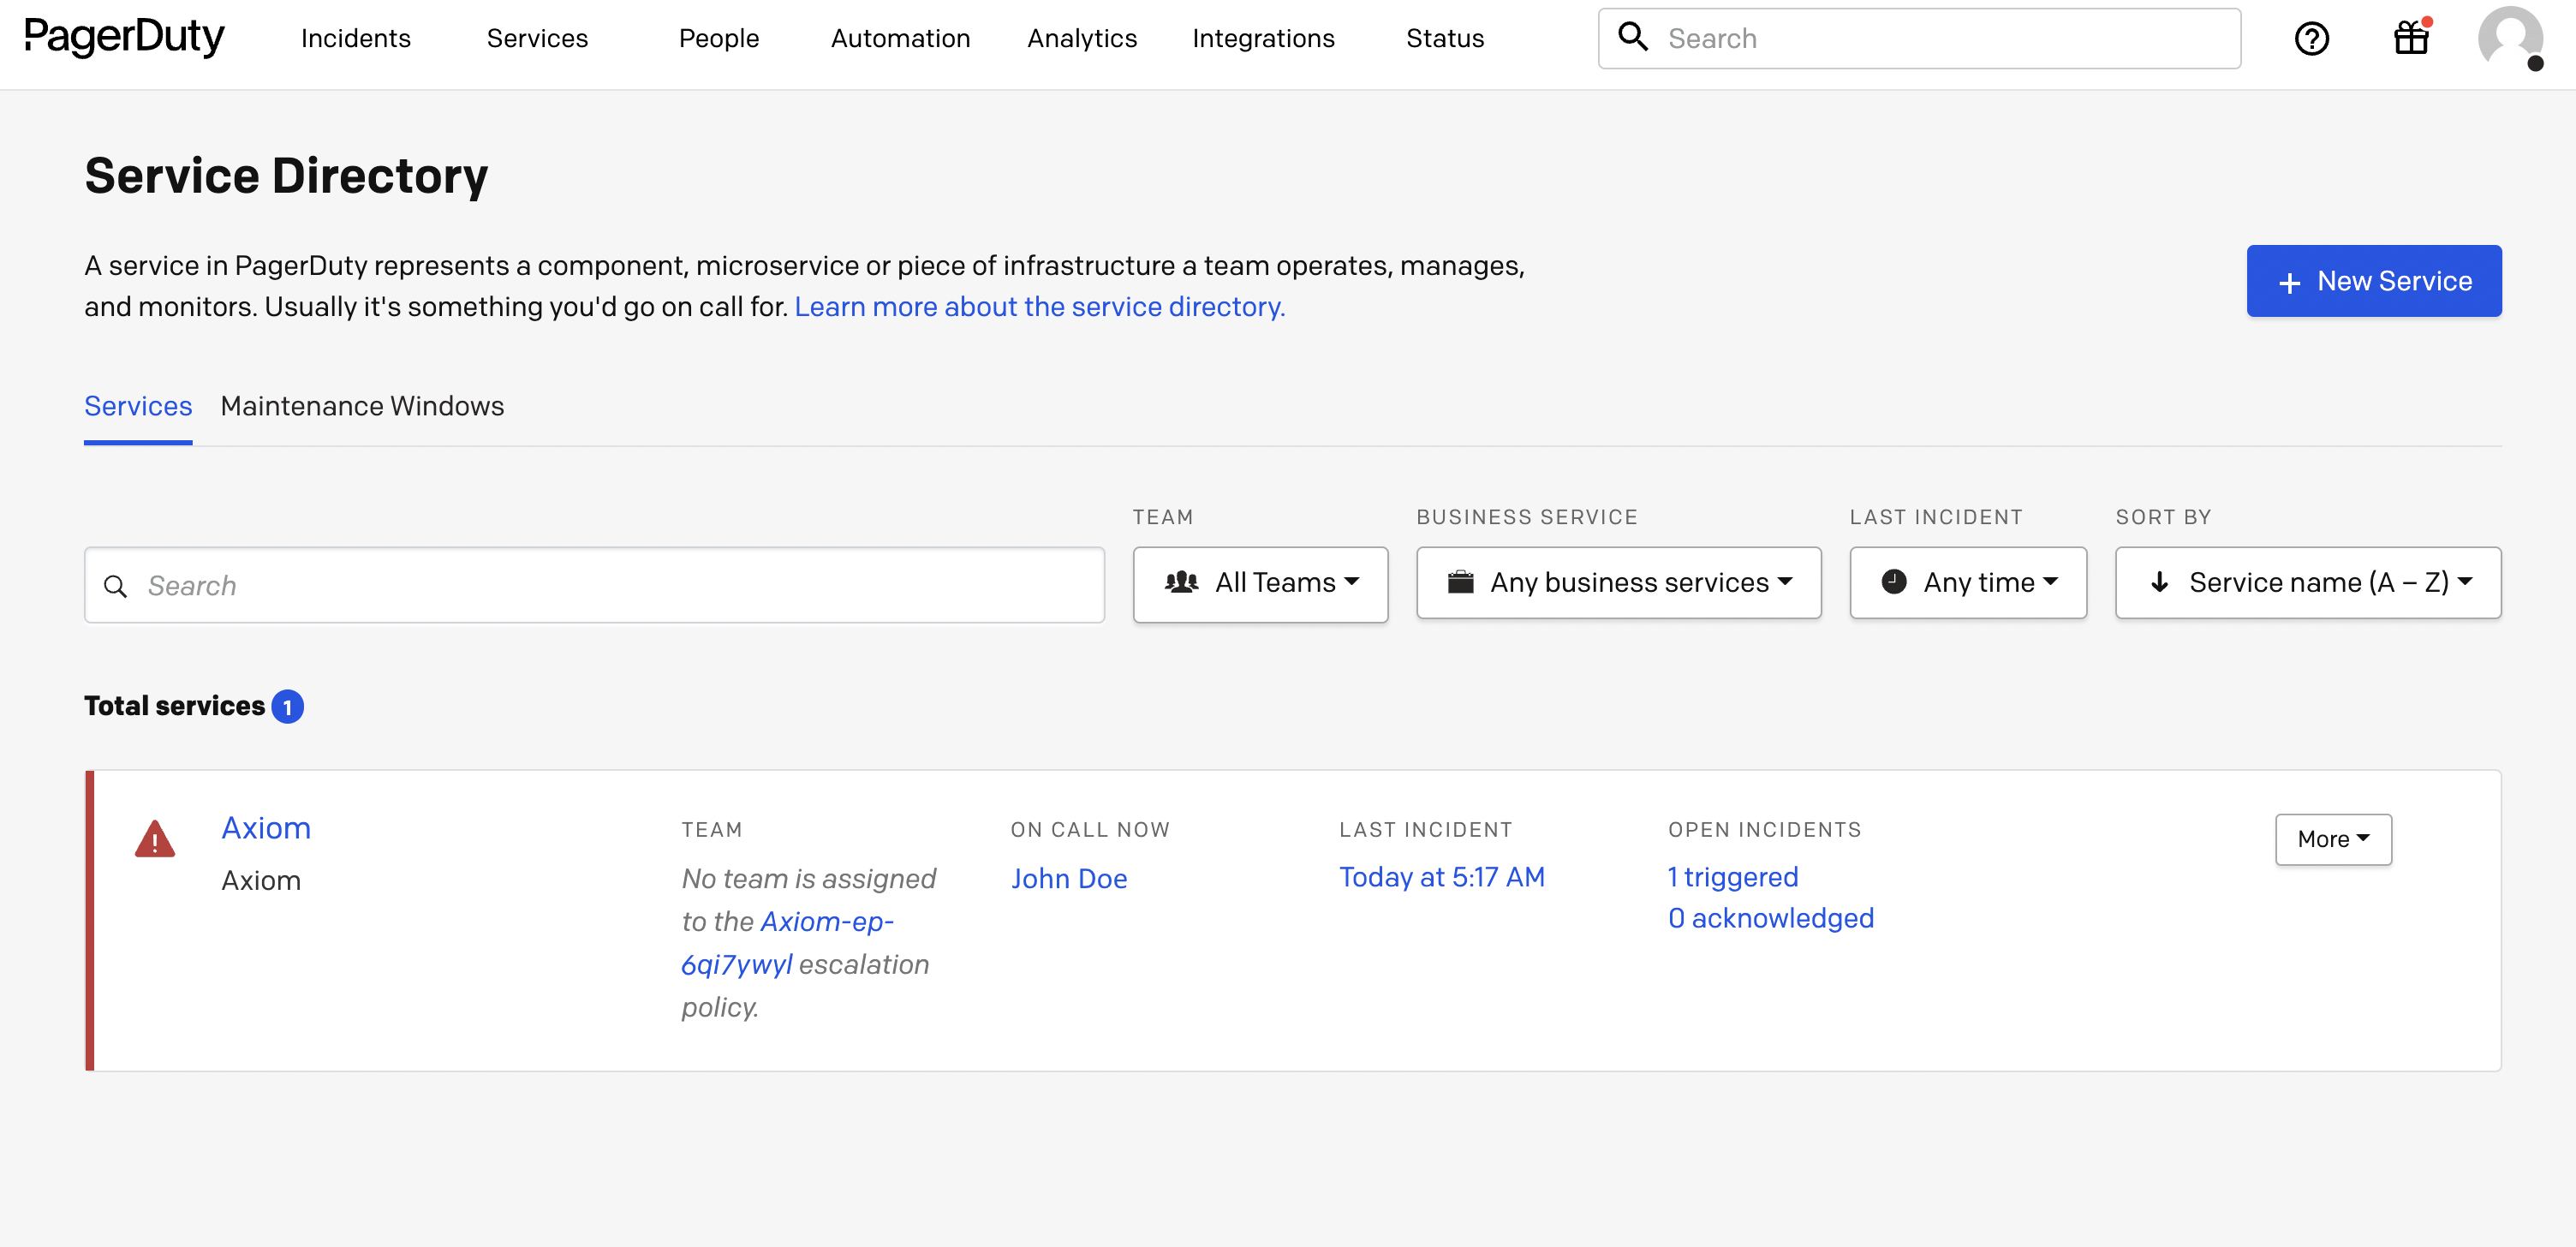 PagerDuty Incidents Services People Automation Analytics Integrations Status Search
Service Directory
A service in PagerDuty represents a component, microservice or piece of infrastructure a team operates, manages,
and monitors. Usually it's something you'd go on call for. Learn more about the service directory.
+ New Service
Services Maintenance Windows
Search
TEAM
All Teams
BUSINESS SERVICE
Any business services
LAST INCIDENT
Any time
SORT BY
Service name (A – Z)
Total services 1
Axiom
Axiom
TEAM
No team is assigned
to the Axiom-ep-
6qi7ywyl escalation
policy.
ON CALL NOW
John Doe
LAST INCIDENT
Today at 5:17 AM
OPEN INCIDENTS
1 triggered
0 acknowledged
More